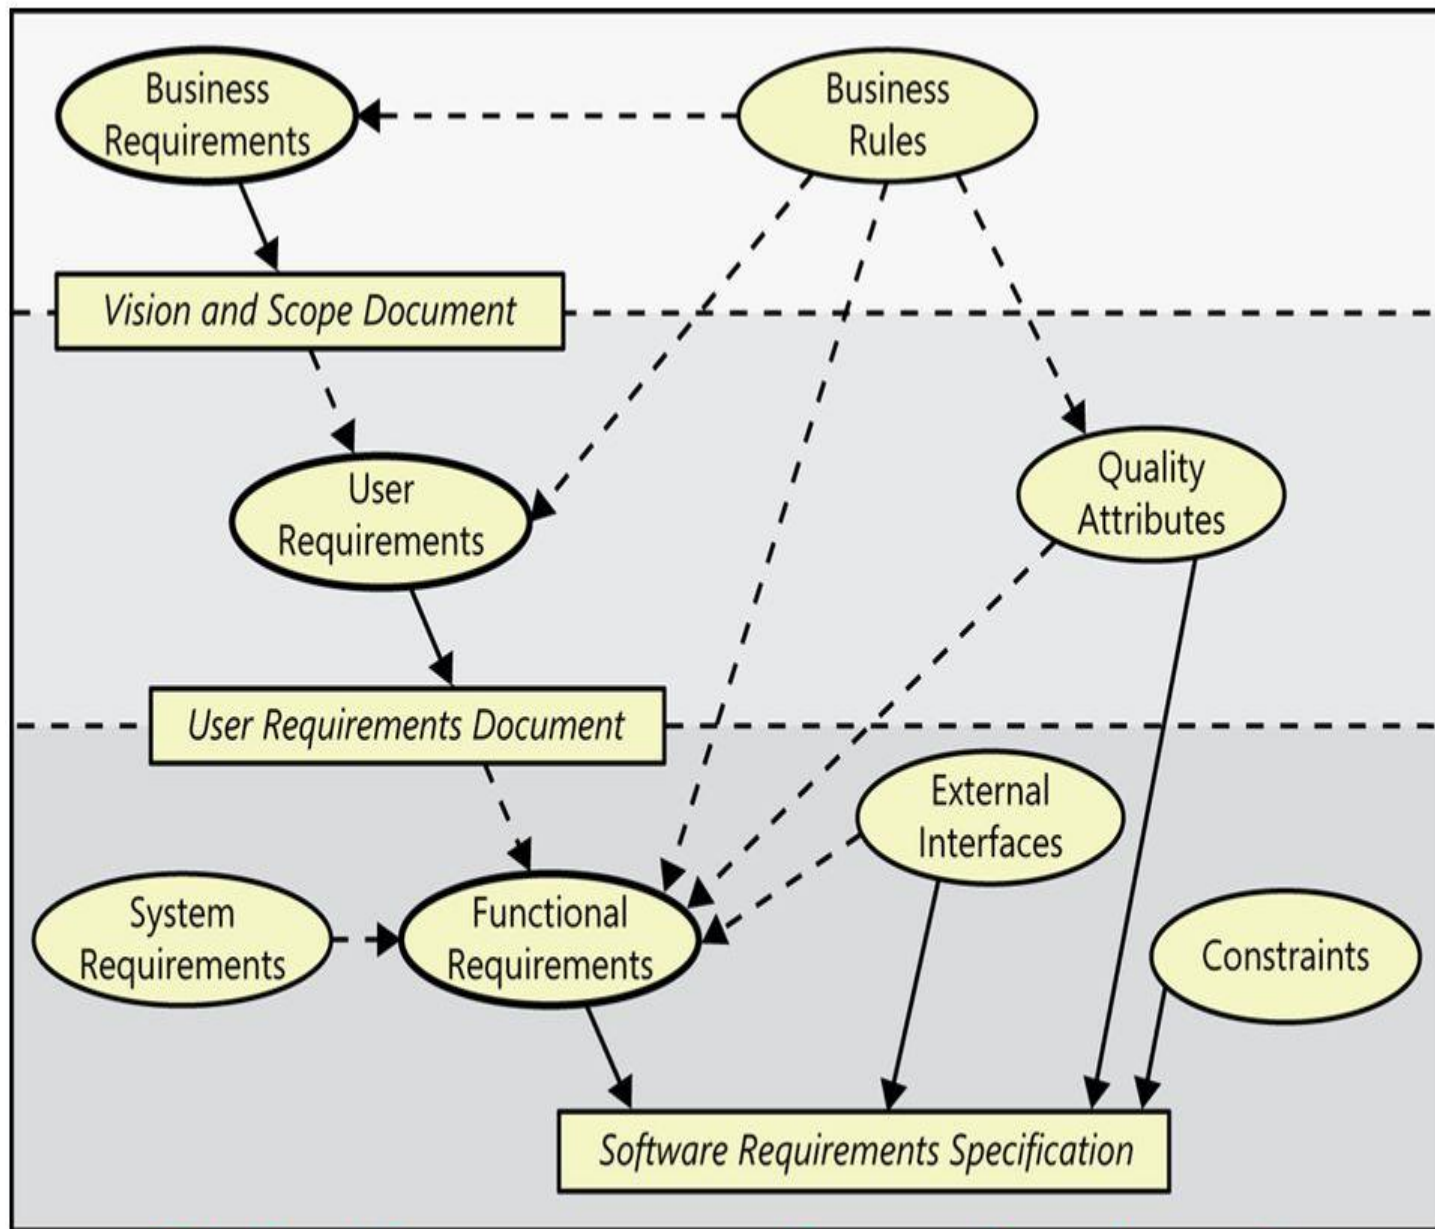 Business
Requirements
Business
Rules
Vision and Scope Document
User
Requirements
Quality
Attributes
User Requirements Document
External
Interfaces
System
Requirements
Functional
Requirements
Constraints
Software Requirements Specification